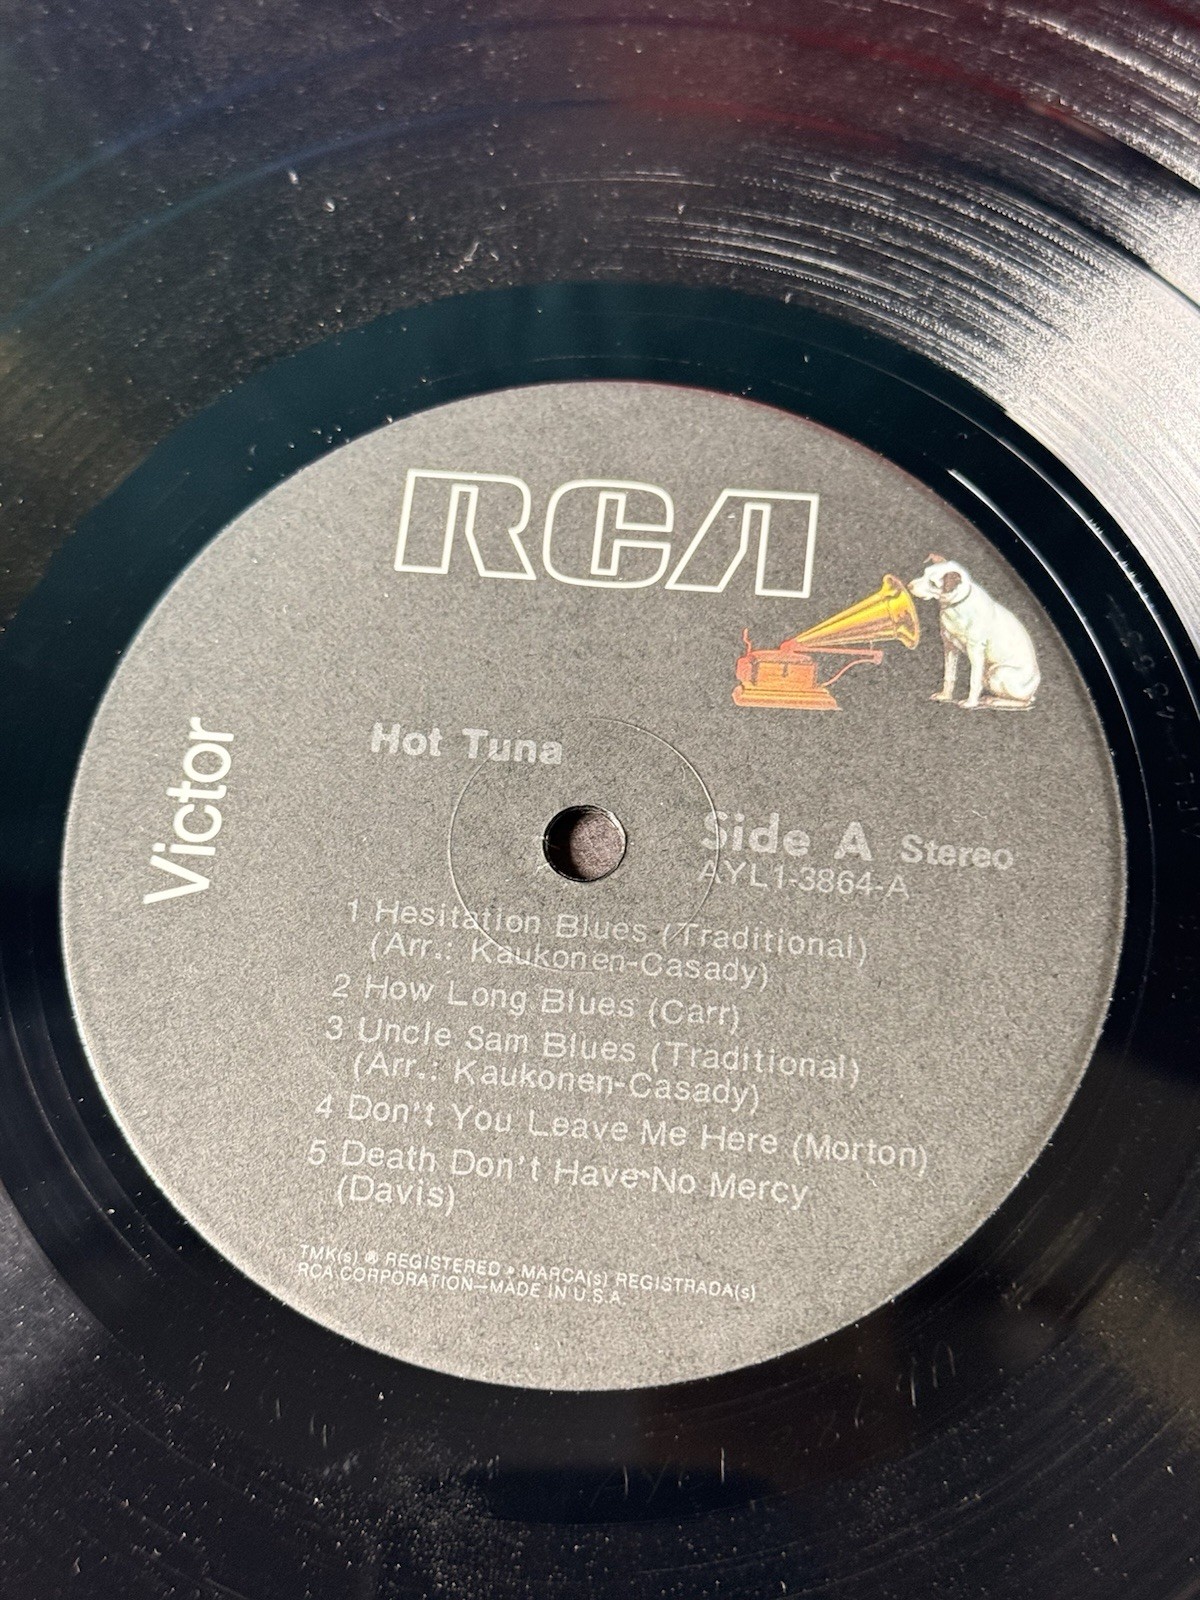 RCA
Victor
Hot Tuna
Side A Stereo
AYL1-3864-A
1 Hesitation Blues (Traditional)
(Arr.: Kaukonen-Casady)
2 How Long Blues (Carr)
3 Uncle Sam Blues (Traditional)
(Arr.: Kaukonen-Casady)
4 Don't You Leave Me Here (Morton)
5 Death Don't Have No Mercy
(Davis)
TMK(s) ® REGISTERED • MARCA(s) REGISTRADA(s)
RCA CORPORATION—MADE IN U.S.A.